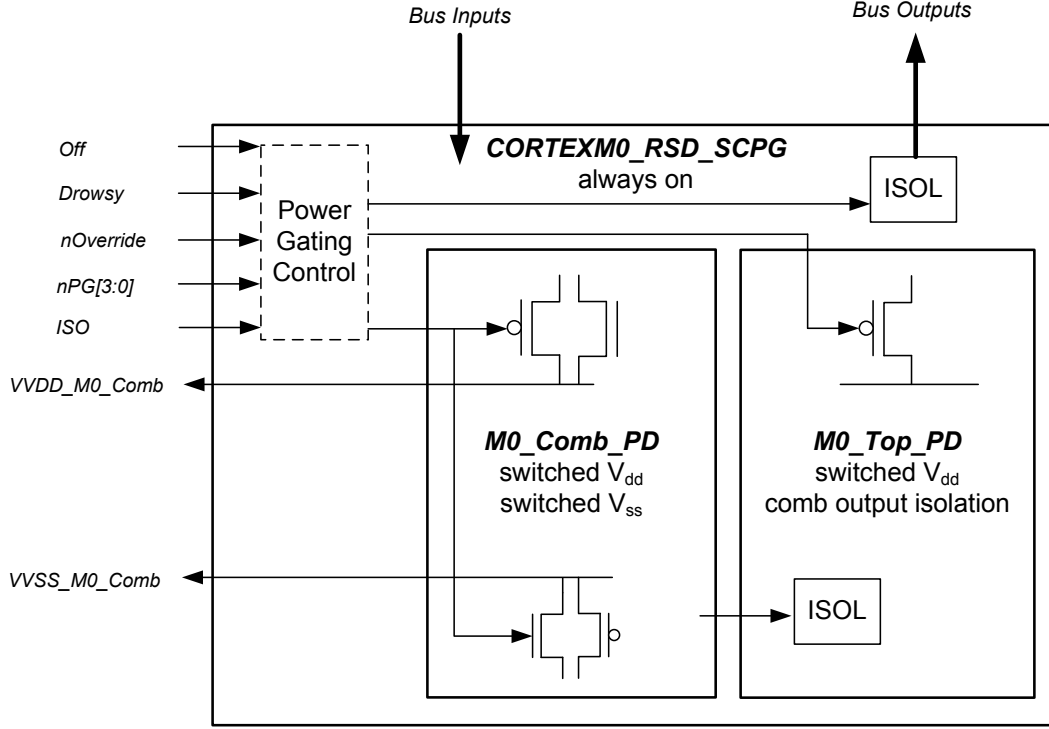 Bus Inputs
Bus Outputs
Off
Drowsy
nOverride
nPG[3:0]
ISO
VVDD_M0_Comb
VVSS_M0_Comb
Power
Gating
Control
CORTEXM0_RSD_SCPG
always on
ISOL
M0_Comb_PD
switched Vdd
switched Vss
M0_Top_PD
switched Vdd
comb output isolation
ISOL